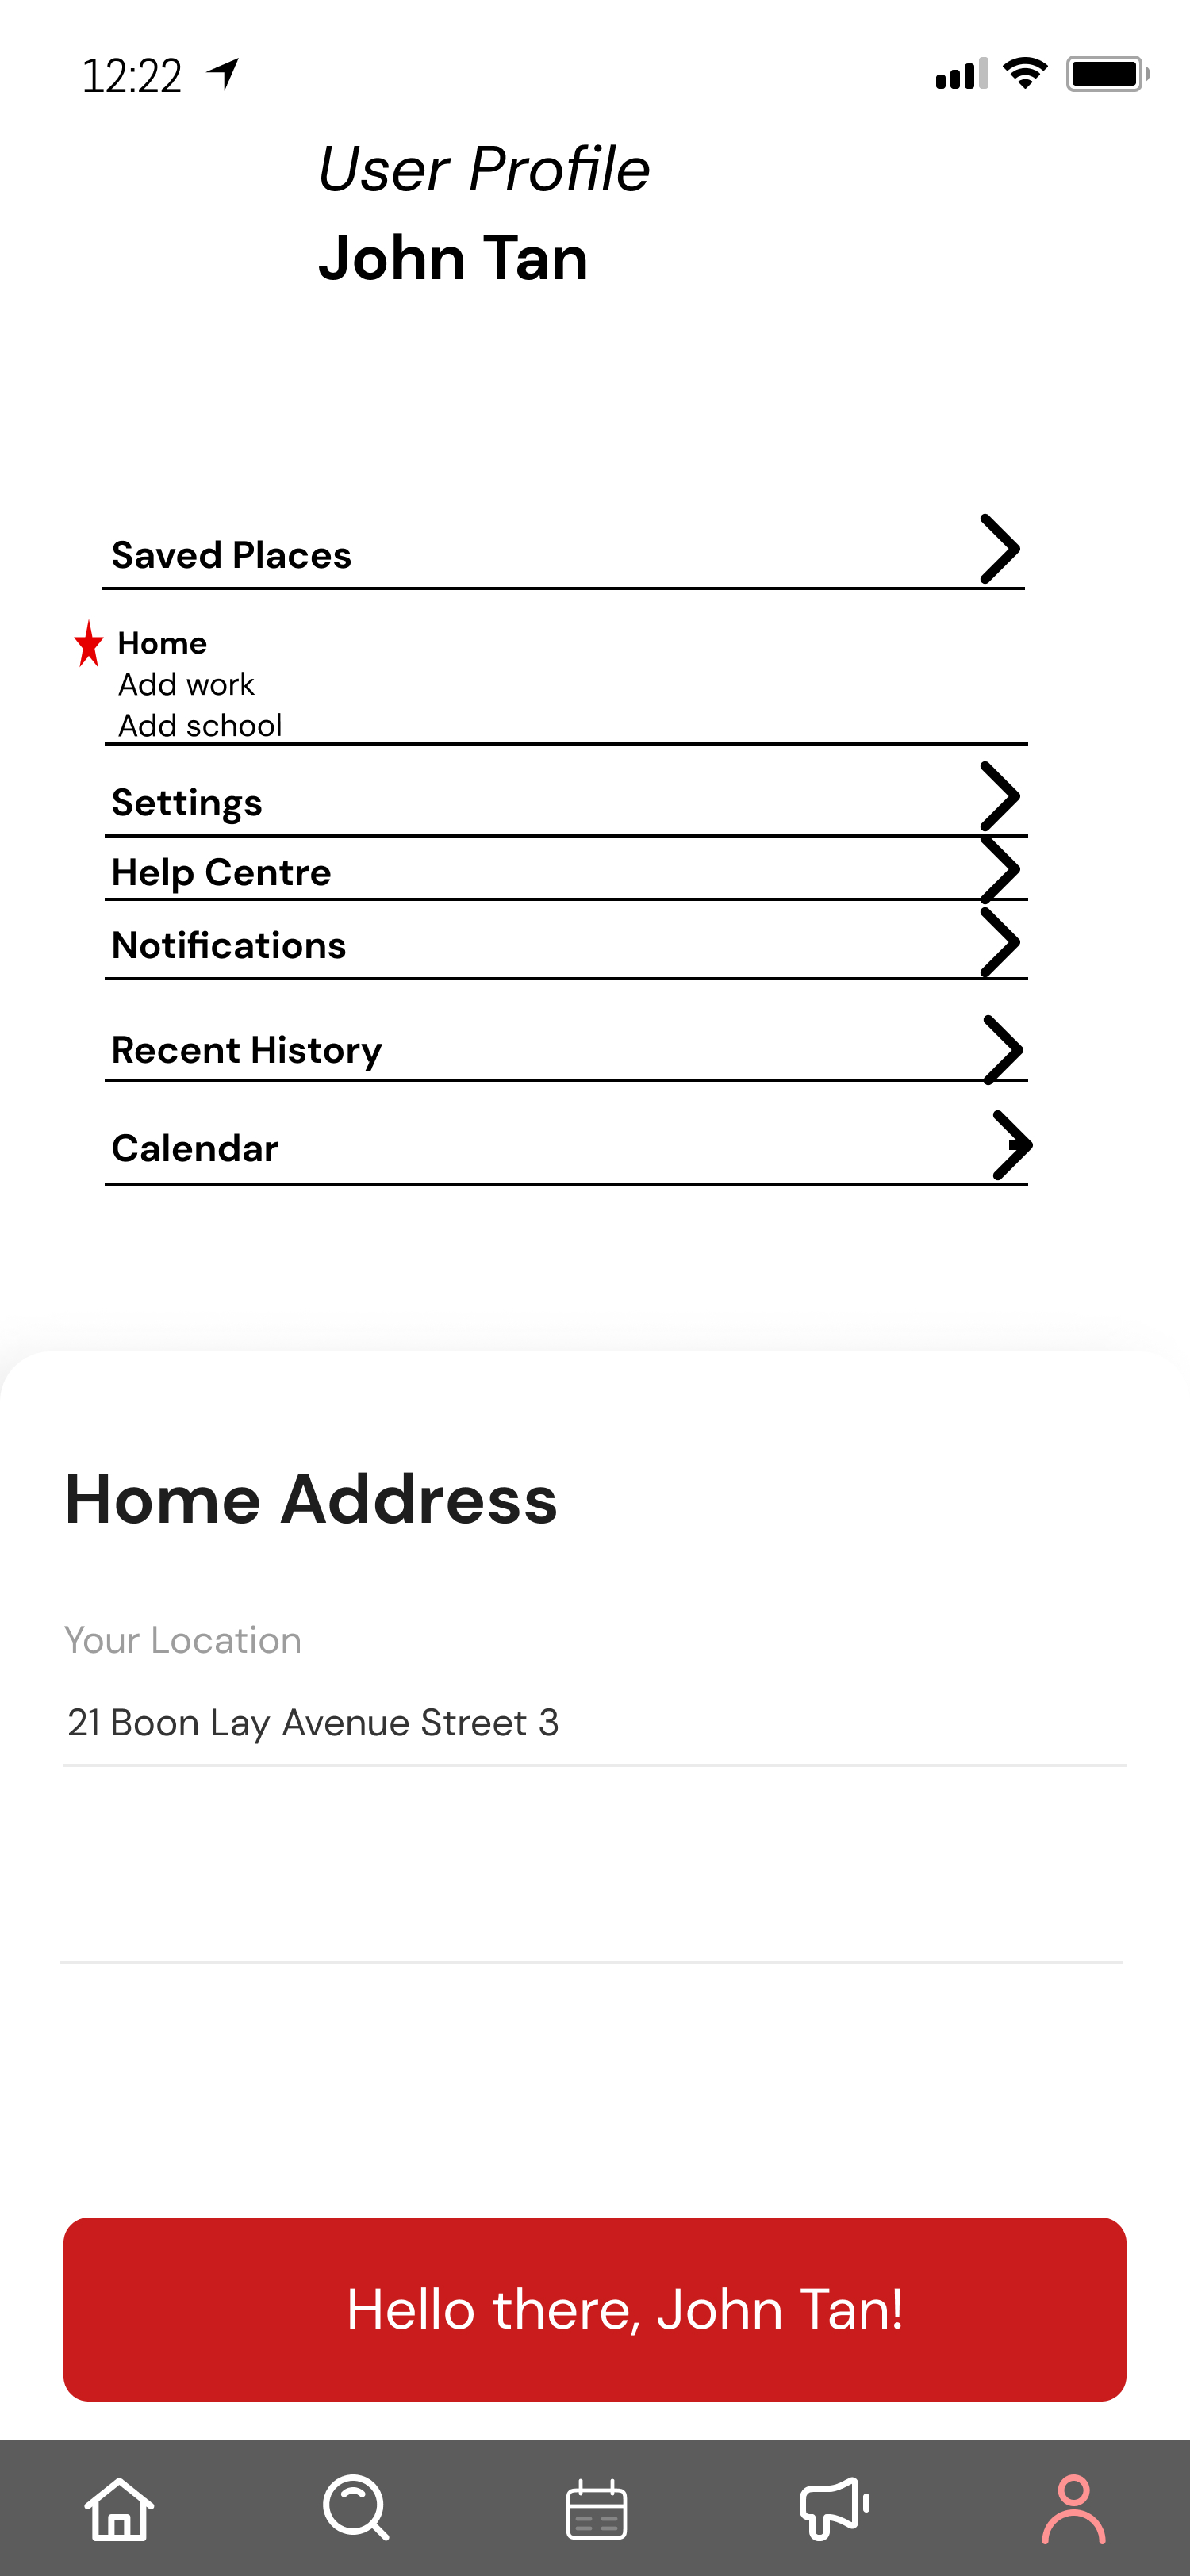 12:22
User Profile
John Tan
Saved Places
Home
Add work
Add school
Settings
Help Centre
Notifications
Recent History
Calendar
Home Address
Your Location
21 Boon Lay Avenue Street 3
Hello there, John Tan!